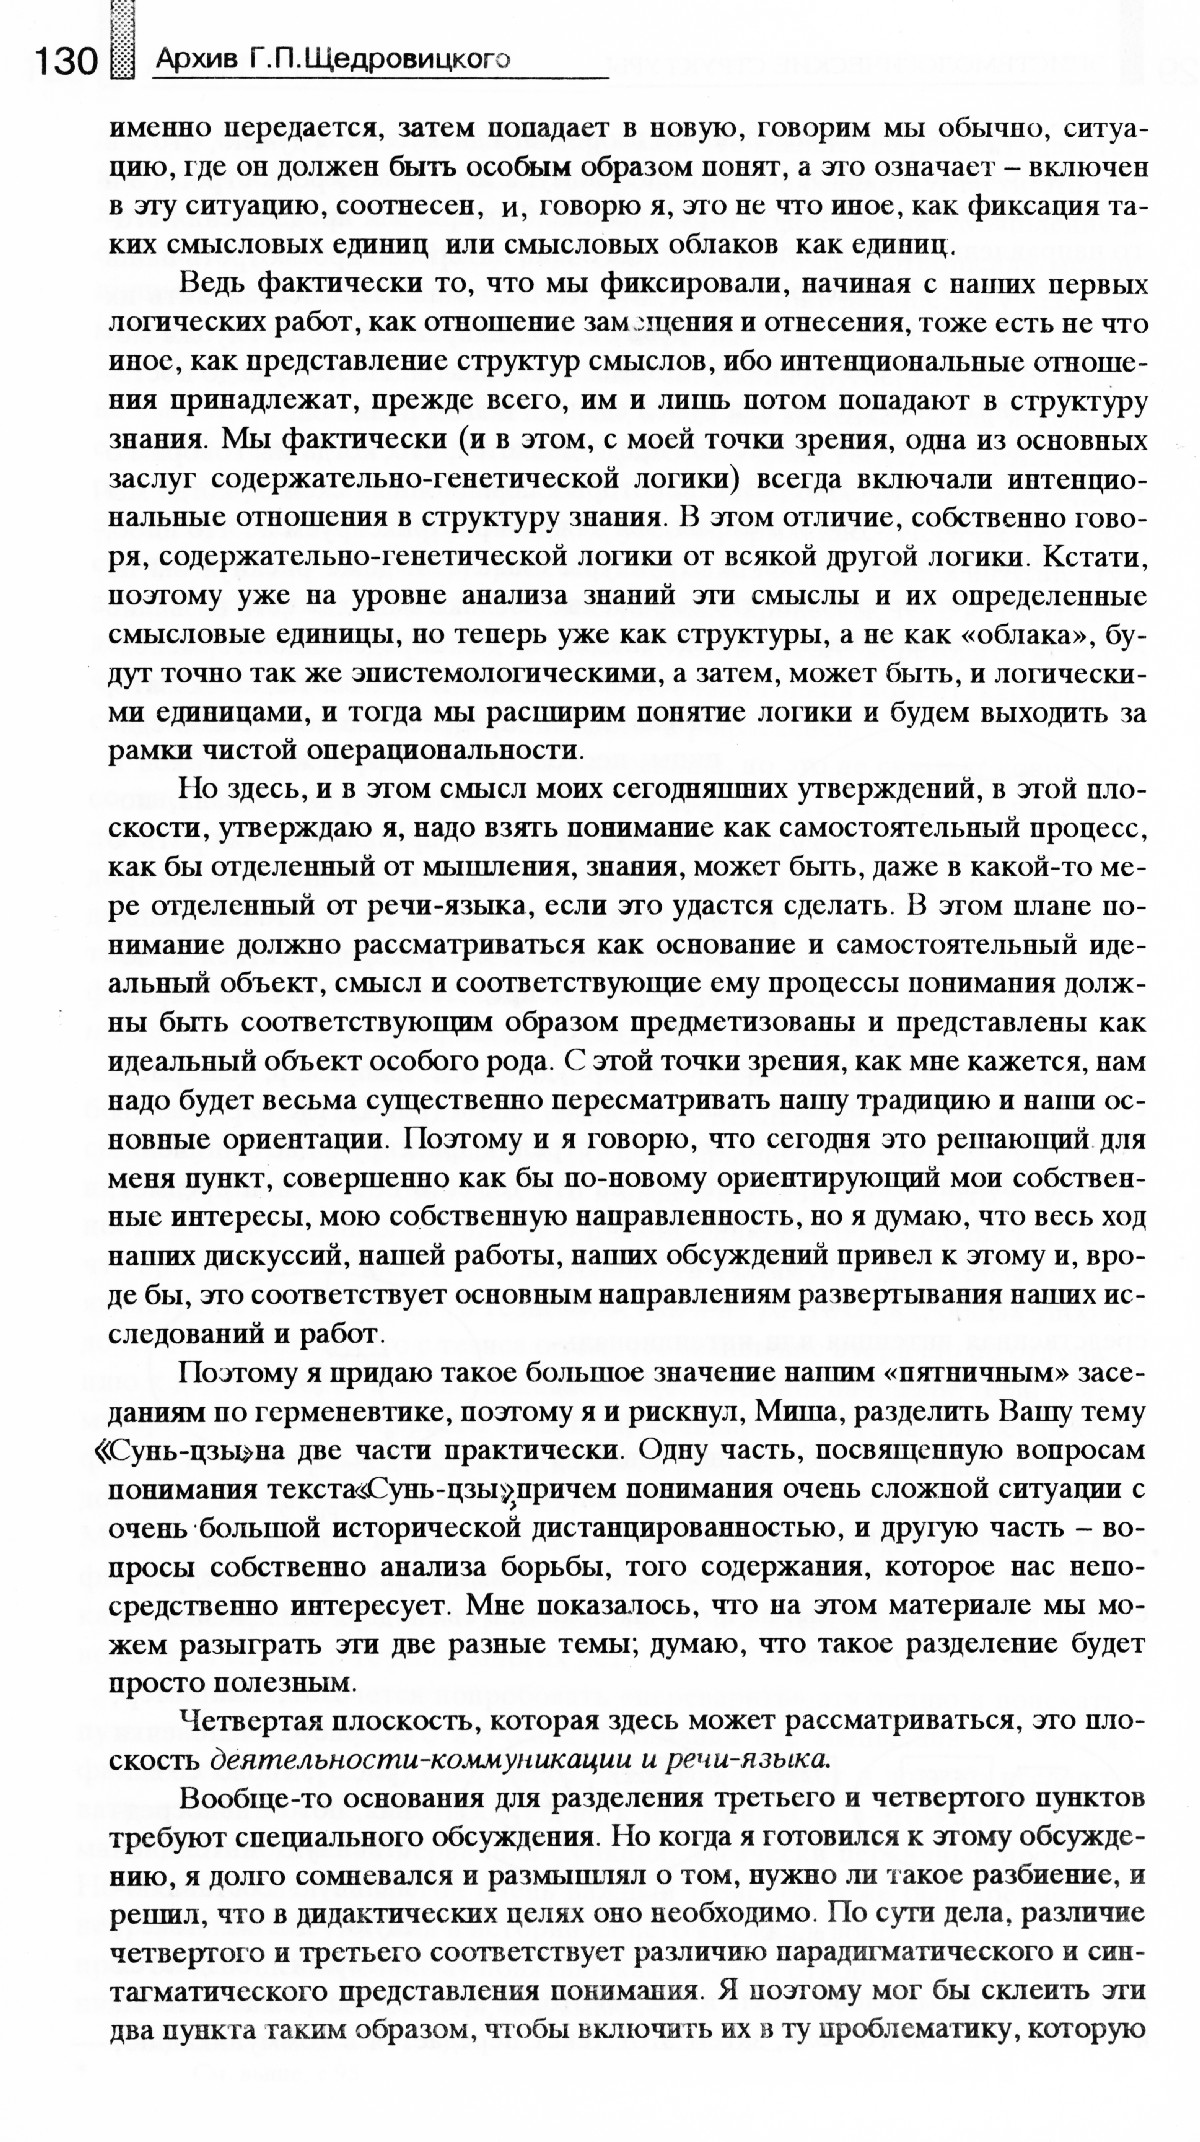 130 Архив Г.П.Щедровицкого
именно передается, затем попадает в новую, говорим мы обычно, ситуа-
цию, где он должен быть особым образом понят, а это означает – включен
в эту ситуацию, соотнесен, и, говорю я, это не что иное, как фиксация та-
ких смысловых единиц или смысловых облаков как единиц.
Ведь фактически то, что мы фиксировали, начиная с наших первых
логических работ, как отношение замещения и отнесения, тоже есть не что
иное, как представление структур смыслов, ибо интенциональные отноше-
ния принадлежат, прежде всего, им и лишь потом попадают в структуру
знания. Мы фактически (и в этом, с моей точки зрения, одна из основных
заслуг содержательно-генетической логики) всегда включали интенцио-
нальные отношения в структуру знания. В этом отличие, собственно гово-
ря, содержательно-генетической логики от всякой другой логики. Кстати,
поэтому уже на уровне анализа знаний эти смыслы и их определенные
смысловые единицы, но теперь уже как структуры, а не как «облака», бу-
дут точно так же эпистемологическими, а затем, может быть, и логически-
ми единицами, и тогда мы расширим понятие логики и будем выходить за
рамки чистой операциональности.
Но здесь, и в этом смысл моих сегодняшних утверждений, в этой пло-
скости, утверждаю я, надо взять понимание как самостоятельный процесс,
как бы отделенный от мышления, знания, может быть, даже в какой-то ме-
ре отделенный от речи-языка, если это удастся сделать. В этом плане по-
нимание должно рассматриваться как основание и самостоятельный иде-
альный объект, смысл и соответствующие ему процессы понимания долж-
ны быть соответствующим образом предметизованы и представлены как
идеальный объект особого рода. С этой точки зрения, как мне кажется, нам
надо будет весьма существенно пересматривать нашу традицию и наши ос-
новные ориентации. Поэтому и я говорю, что сегодня это решающий для
меня пункт, совершенно как бы по-новому ориентирующий мои собствен-
ные интересы, мою собственную направленность, но я думаю, что весь ход
наших дискуссий, нашей работы, наших обсуждений привел к этому и, вро-
де бы, это соответствует основным направлениям развертывания наших ис-
следований и работ.
Поэтому я придаю такое большое значение нашим «пятничным» засе-
даниям по герменевтике, поэтому я и рискнул, Миша, разделить Вашу тему
«Сунь-цзы» на две части практически. Одну часть, посвященную вопросам
понимания текста «Сунь-цзы», причем понимания очень сложной ситуации с
очень большой исторической дистанцированностью, и другую часть – во-
просы собственно анализа борьбы, того содержания, которое нас непо-
средственно интересует. Мне показалось, что на этом материале мы мо-
жем разыграть эти две разные темы; думаю, что такое разделение будет
просто полезным.
Четвертая плоскость, которая здесь может рассматриваться, это пло-
скость деятельности-коммуникации и речи-языка.
Вообще-то основания для разделения третьего и четвертого пунктов
требуют специального обсуждения. Но когда я готовился к этому обсужде-
нию, я долго сомневался и размышлял о том, нужно ли такое разбиение, и
решил, что в дидактических целях оно необходимо. По сути дела, различие
четвертого и третьего соответствует различию парадигматического и син-
тагматического представления понимания. Я поэтому мог бы склеить эти
два пункта таким образом, чтобы включить их в ту проблематику, которую